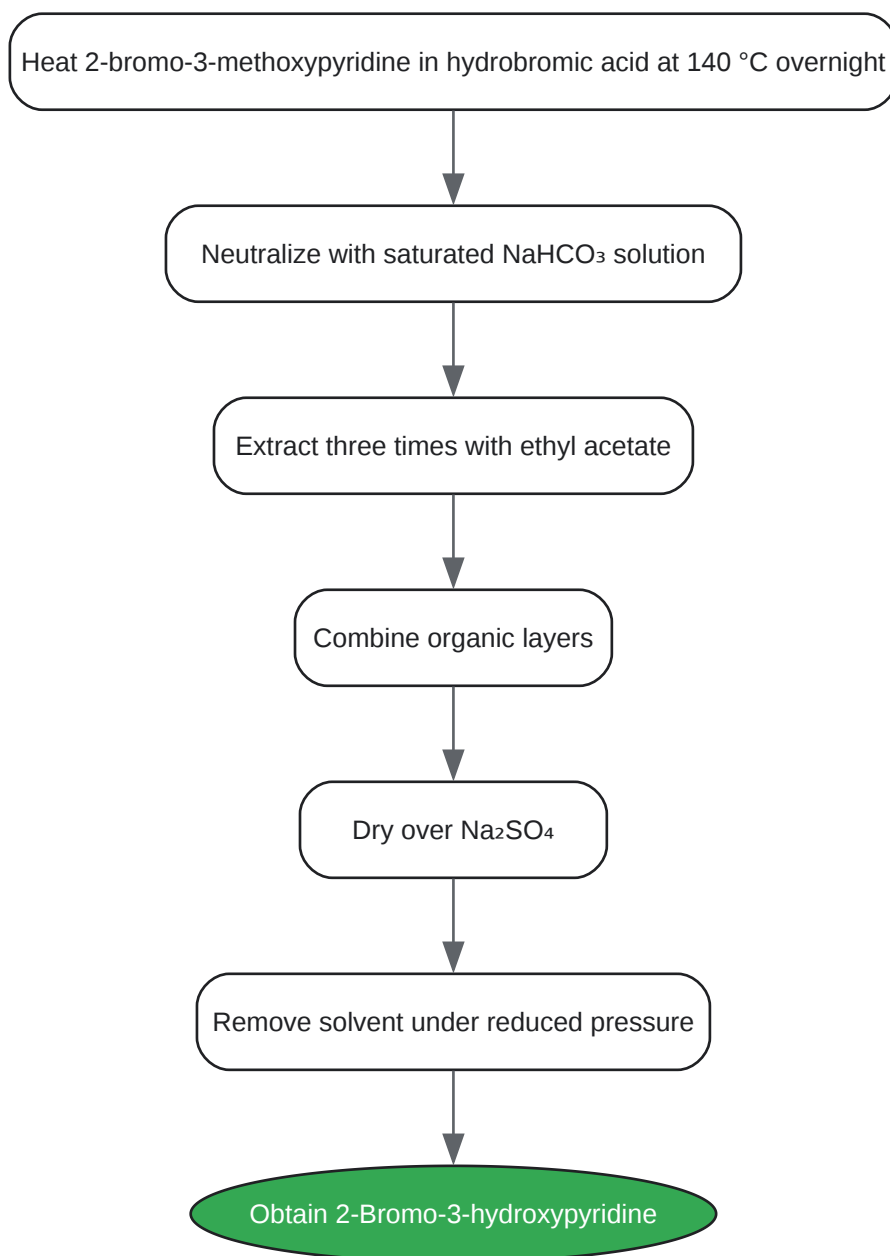 Heat 2-bromo-3-methoxypyridine in hydrobromic acid at 140 °C overnight
Neutralize with saturated NaHCO₃ solution
Extract three times with ethyl acetate
Combine organic layers
Dry over Na₂SO₄
Remove solvent under reduced pressure
Obtain 2-Bromo-3-hydroxypyridine